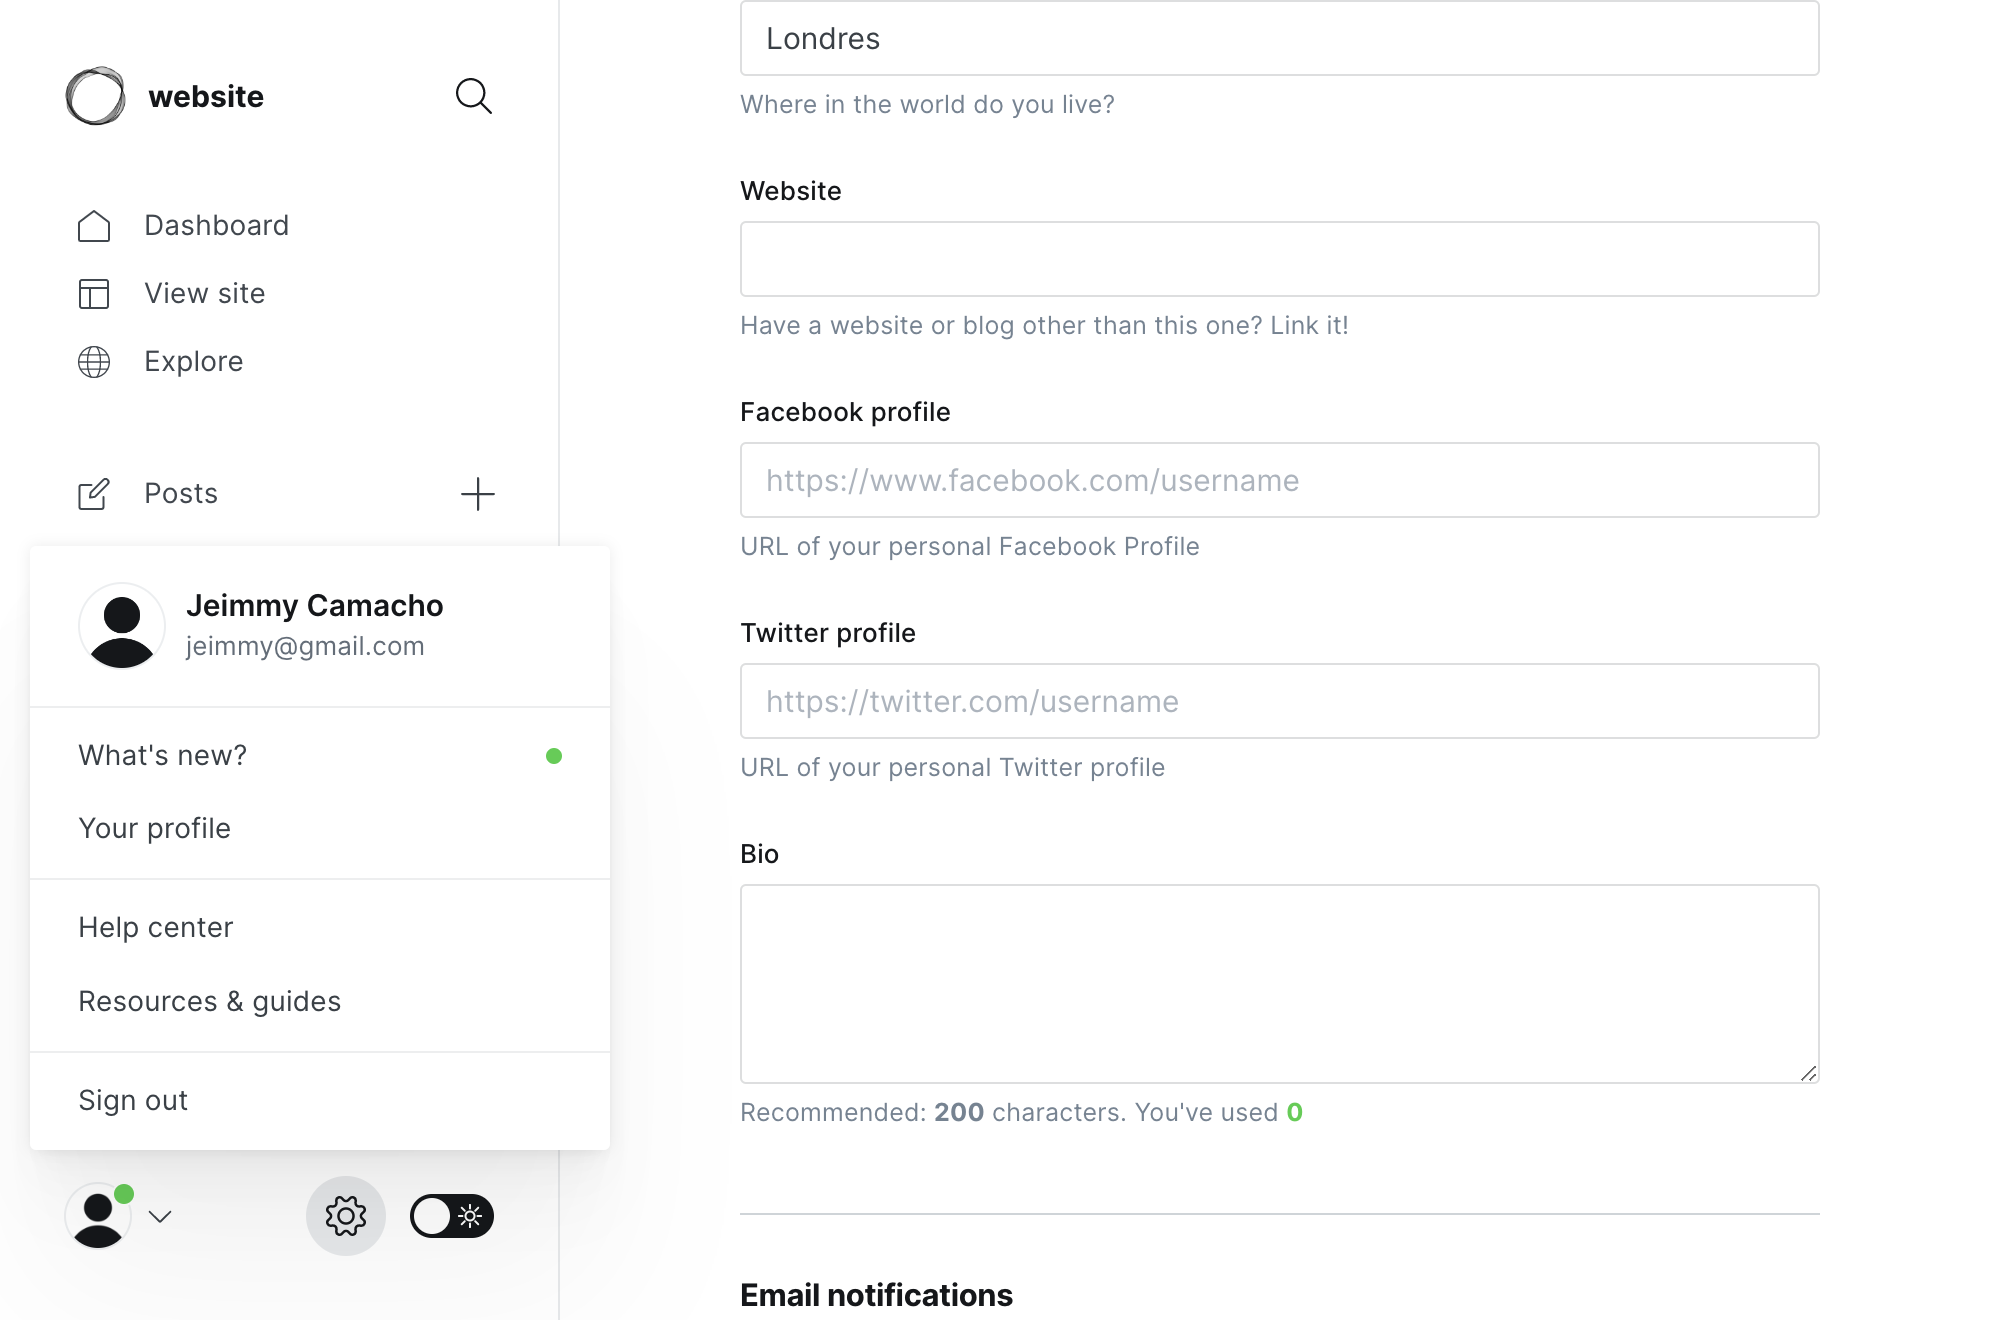 website
Dashboard
View site
Explore
Posts
Jeimmy Camacho
jeimmy@gmail.com
What's new?
Your profile
Help center
Resources & guides
Sign out
Londres
Where in the world do you live?
Website
Have a website or blog other than this one? Link it!
Facebook profile
https://www.facebook.com/username
URL of your personal Facebook Profile
Twitter profile
https://twitter.com/username
URL of your personal Twitter profile
Bio
Recommended: 200 characters. You've used 0
Email notifications